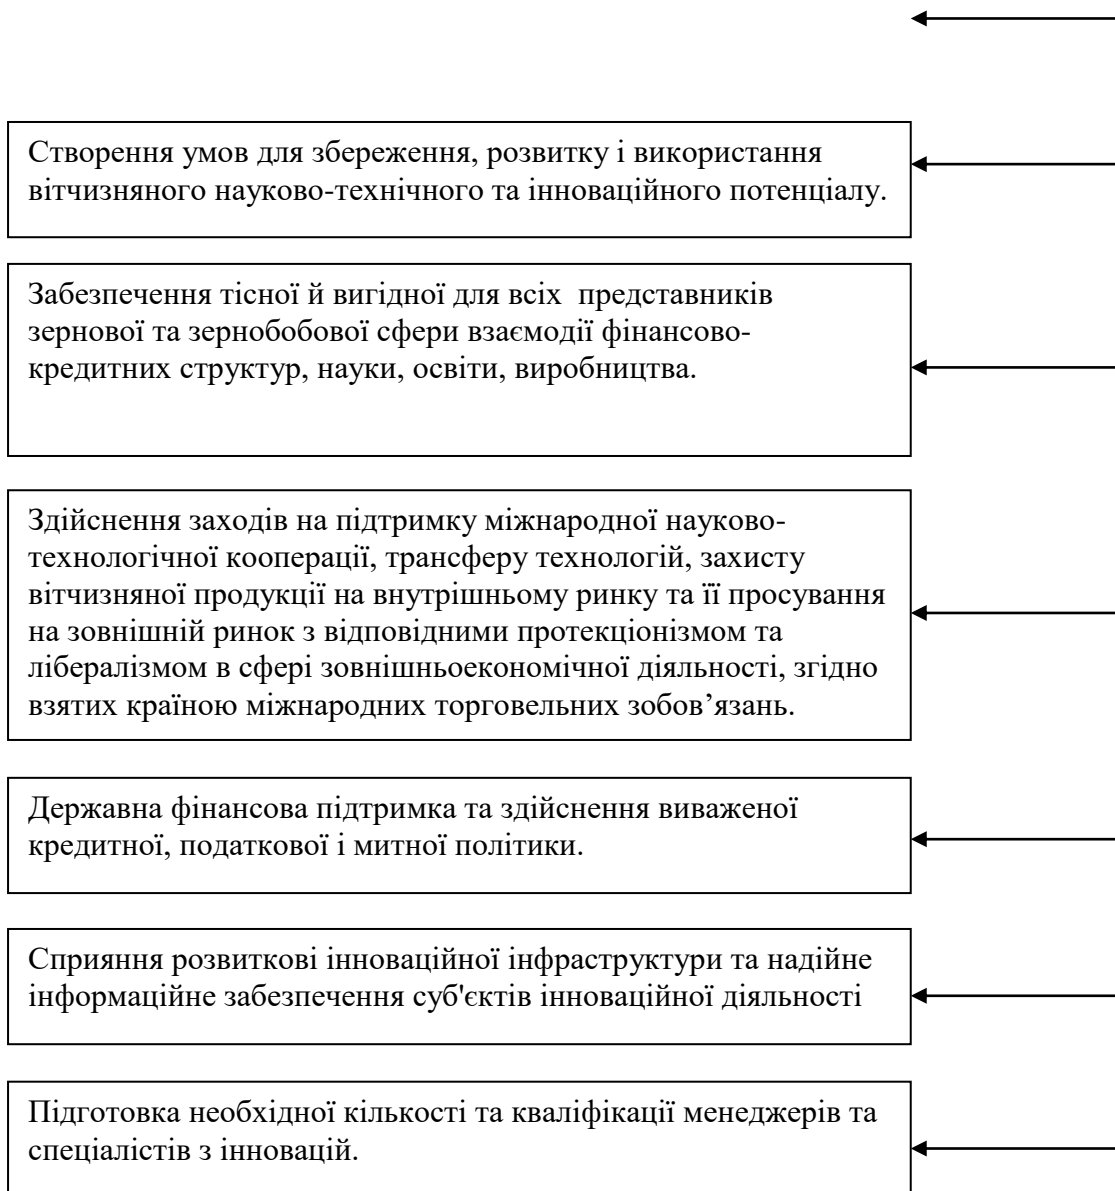 Створення умов для збереження, розвитку і використання
вітчизняного науково-технічного та інноваційного потенціалу.
Забезпечення тісної й вигідної для всіх  представників
зернової та зернобобової сфери взаємодії фінансово-
кредитних структур, науки, освіти, виробництва.
Здійснення заходів на підтримку міжнародної науково-
технологічної кооперації, трансферу технологій, захисту
вітчизняної продукції на внутрішньому ринку та її просування
на зовнішній ринок з відповідними протекціонізмом та
лібералізмом в сфері зовнішньоекономічної діяльності, згідно
взятих країною міжнародних торговельних зобов’язань.
Державна фінансова підтримка та здійснення виваженої
кредитної, податкової і митної політики.
Сприяння розвиткові інноваційної інфраструктури та надійне
інформаційне забезпечення суб'єктів інноваційної діяльності
Підготовка необхідної кількості та кваліфікації менеджерів та
спеціалістів з інновацій.